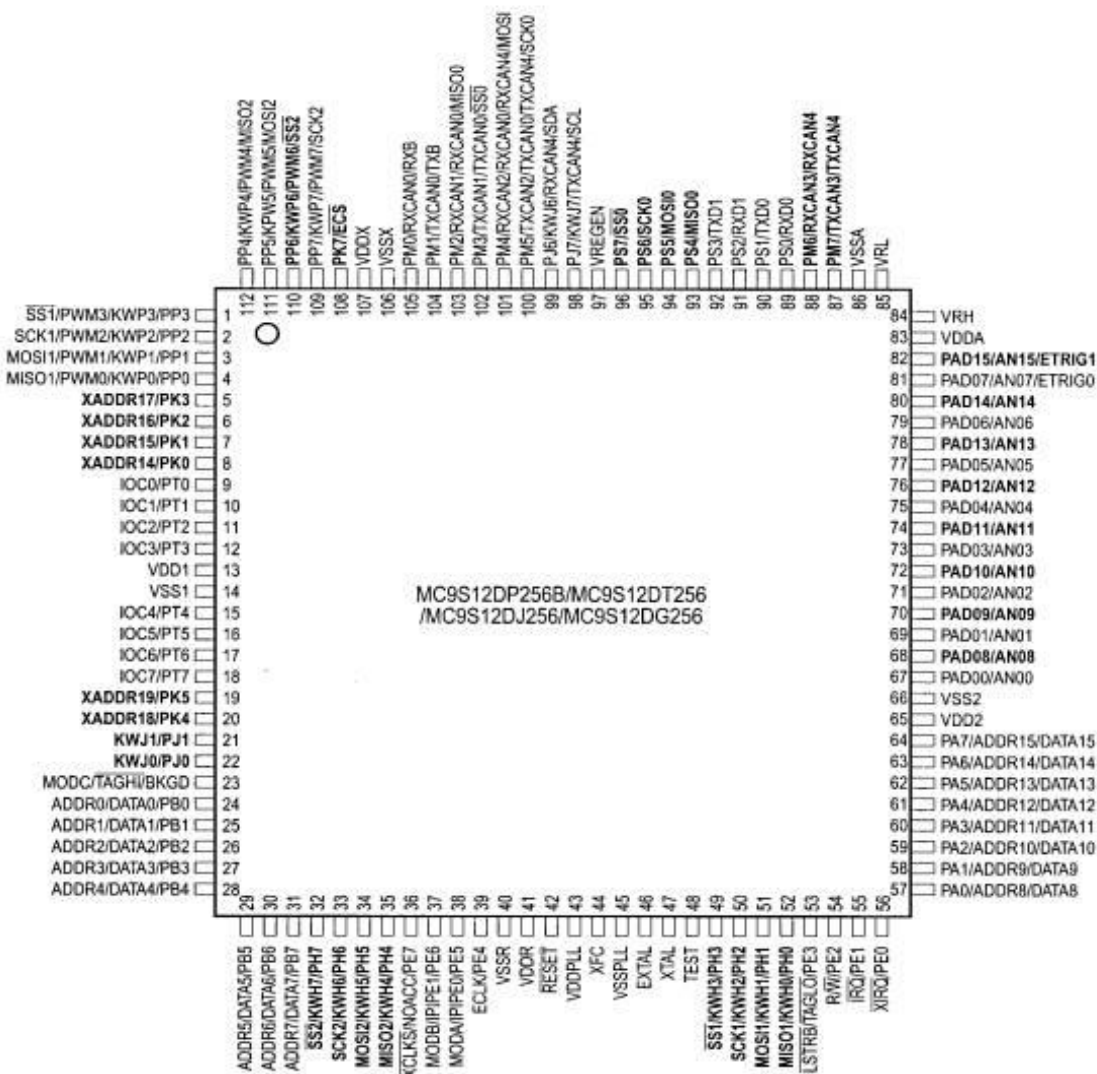 PP4/KWP4/PWM4/MISO2
PP5/KPW5/PWM5/MOSI2
PP6/KWP6/PWM6/SS2
PP7/KWP7/PWM7/SCK2
PK7/ECS
VDDX
VSSX
PM0/RXCAN0/RXB
PM1/TXCAN0/TXB
PM2/RXCAN1/RXCAN0/MISO0
PM3/TXCAN1/TXCAN0/SS0
PM4/RXCAN2/RXCAN0/RXCAN4/MOSI
PM5/TXCAN2/TXCAN0/TXCAN4/SCK0
PJ6/KWJ6/RXCAN4/SDA
PJ7/KWJ7/TXCAN4/SCL
VREGEN
PS7/SS0
PS6/SCK0
PS5/MOSI0
PS4/MISO0
PS3/TXD1
PS2/RXD1
PS1/TXD0
PS0/RXD0
PM6/RXCAN3/RXCAN4
PM7/TXCAN3/TXCAN4
VSSA
VRL
112 111 110 109 108 107 106 105 104 103 102 101 100 99 98 97 96 95 94 93 92 91 90 89 88 87 86 85
SS1/PWM3/KWP3/PP3 1
SCK1/PWM2/KWP2/PP2 2
MOSI1/PWM1/KWP1/PP1 3
MISO1/PWM0/KWP0/PP0 4
XADDR17/PK3 5
XADDR16/PK2 6
XADDR15/PK1 7
XADDR14/PK0 8
IOC0/PT0 9
IOC1/PT1 10
IOC2/PT2 11
IOC3/PT3 12
VDD1 13
VSS1 14
IOC4/PT4 15
IOC5/PT5 16
IOC6/PT6 17
IOC7/PT7 18
XADDR19/PK5 19
XADDR18/PK4 20
KWJ1/PJ1 21
KWJ0/PJ0 22
MODC/TAGHI/BKGD 23
ADDR0/DATA0/PB0 24
ADDR1/DATA1/PB1 25
ADDR2/DATA2/PB2 26
ADDR3/DATA3/PB3 27
ADDR4/DATA4/PB4 28
MC9S12DP256B/MC9S12DT256
/MC9S12DJ256/MC9S12DG256
84 VRH
83 VDDA
82 PAD15/AN15/ETRIG1
81 PAD07/AN07/ETRIG0
80 PAD14/AN14
79 PAD06/AN06
78 PAD13/AN13
77 PAD05/AN05
76 PAD12/AN12
75 PAD04/AN04
74 PAD11/AN11
73 PAD03/AN03
72 PAD10/AN10
71 PAD02/AN02
70 PAD09/AN09
69 PAD01/AN01
68 PAD08/AN08
67 PAD00/AN00
66 VSS2
65 VDD2
64 PA7/ADDR15/DATA15
63 PA6/ADDR14/DATA14
62 PA5/ADDR13/DATA13
61 PA4/ADDR12/DATA12
60 PA3/ADDR11/DATA11
59 PA2/ADDR10/DATA10
58 PA1/ADDR9/DATA9
57 PA0/ADDR8/DATA8
29 30 31 32 33 34 35 36 37 38 39 40 41 42 43 44 45 46 47 48 49 50 51 52 53 54 55 56
ADDR5/DATA5/PB5
ADDR6/DATA6/PB6
ADDR7/DATA7/PB7
SS2/KWH7/PH7
SCK2/KWH6/PH6
MOSI2/KWH5/PH5
MISO2/KWH4/PH4
XCLKS/NOACC/PE7
MODB/IPIPE1/PE6
MODA/IPIPE0/PE5
ECLK/PE4
VSSR
VDDR
RESET
VDDPLL
XFC
VSSPLL
EXTAL
XTAL
TEST
SS1/KWH3/PH3
SCK1/KWH2/PH2
MOSI1/KWH1/PH1
MISO1/KWH0/PH0
LSTRB/TAGLO/PE3
R/W/PE2
IRQ/PE1
XIRQ/PE0